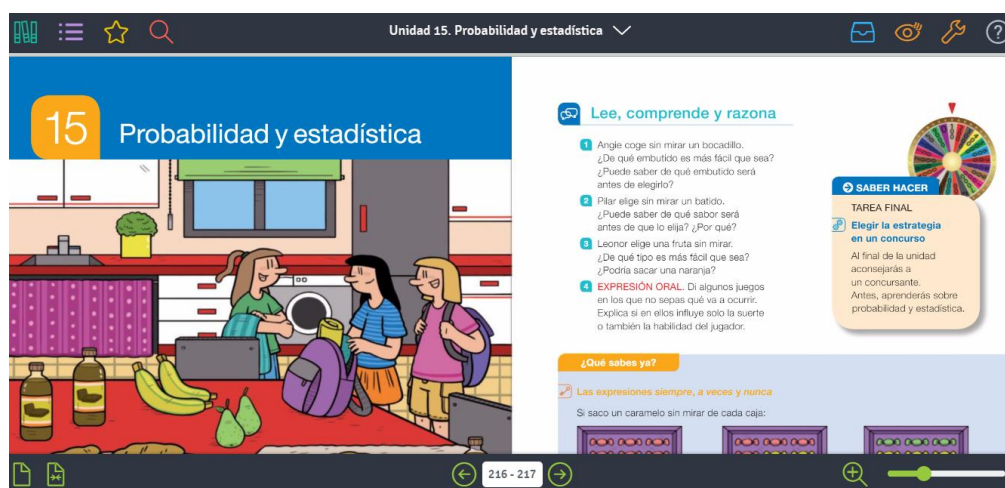 Unidad 15. Probabilidad y estadística
15 Probabilidad y estadística
Lee, comprende y razona
1 Angie coge sin mirar un bocadillo.
¿De qué embutido es más fácil que sea?
¿Puede saber de qué embutido será
antes de elegirlo?
2 Pilar elige sin mirar un batido.
¿Puede saber de qué sabor será
antes de que lo elija? ¿Por qué?
3 Leonor elige una fruta sin mirar.
¿De qué tipo es más fácil que sea?
¿Podría sacar una naranja?
4 EXPRESIÓN ORAL. Di algunos juegos
en los que no sepas qué va a ocurrir.
Explica si en ellos influye solo la suerte
o también la habilidad del jugador.
SABER HACER
TAREA FINAL
Elegir la estrategia
en un concurso
Al final de la unidad
aconsejarás a
un concursante.
Antes, aprenderás sobre
probabilidad y estadística.
¿Qué sabes ya?
Las expresiones siempre, a veces y nunca
Si saco un caramelo sin mirar de cada caja:
216 - 217